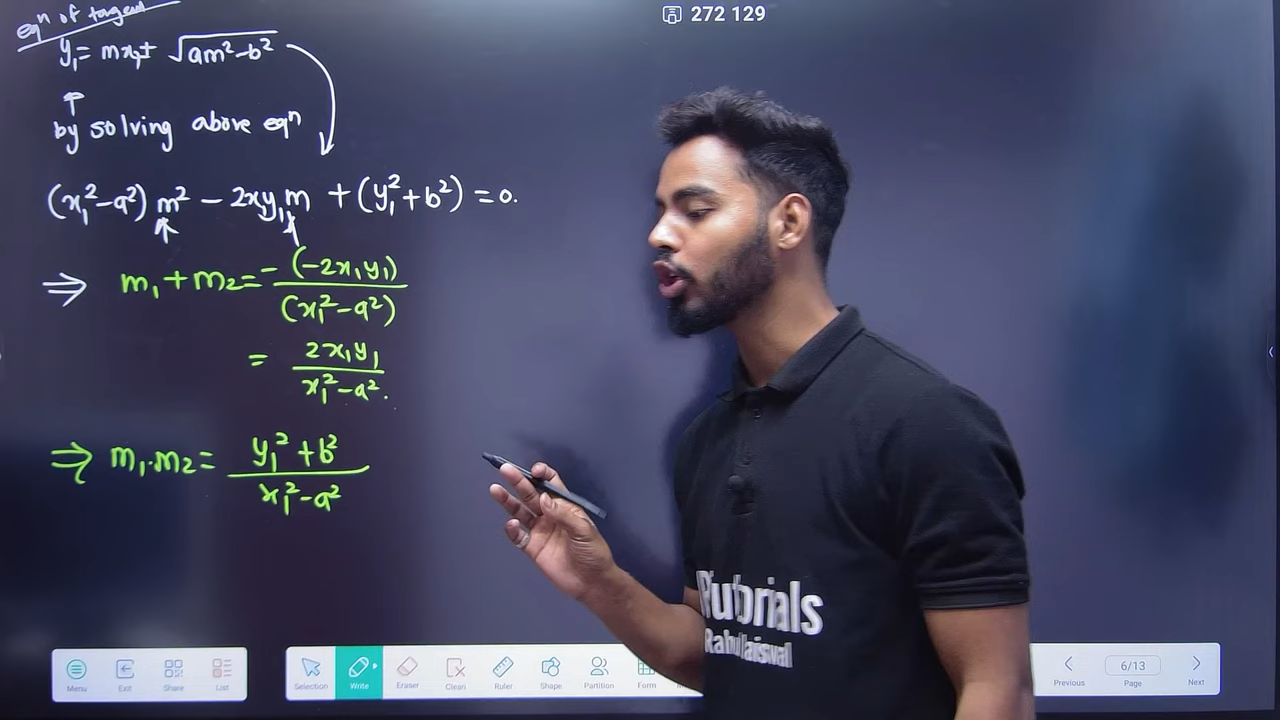 272 129
eqⁿ of tangent
y₁ = mx₁ ± √am²-b²
by solving above eqⁿ
(x₁²-a²) m² - 2xy₁m + (y₁²+b²) = 0.
⇒ m₁ + m₂ = - (-2x₁y₁) / (x₁²-a²)
= 2x₁y₁ / x₁²-a².
⇒ m₁.m₂ = y₁²+b² / x₁²-a²
Tutorials
Menu Exit Share List
Selection Write Eraser Clean Ruler Shape Partition Form
Previous 6/13 Page Next